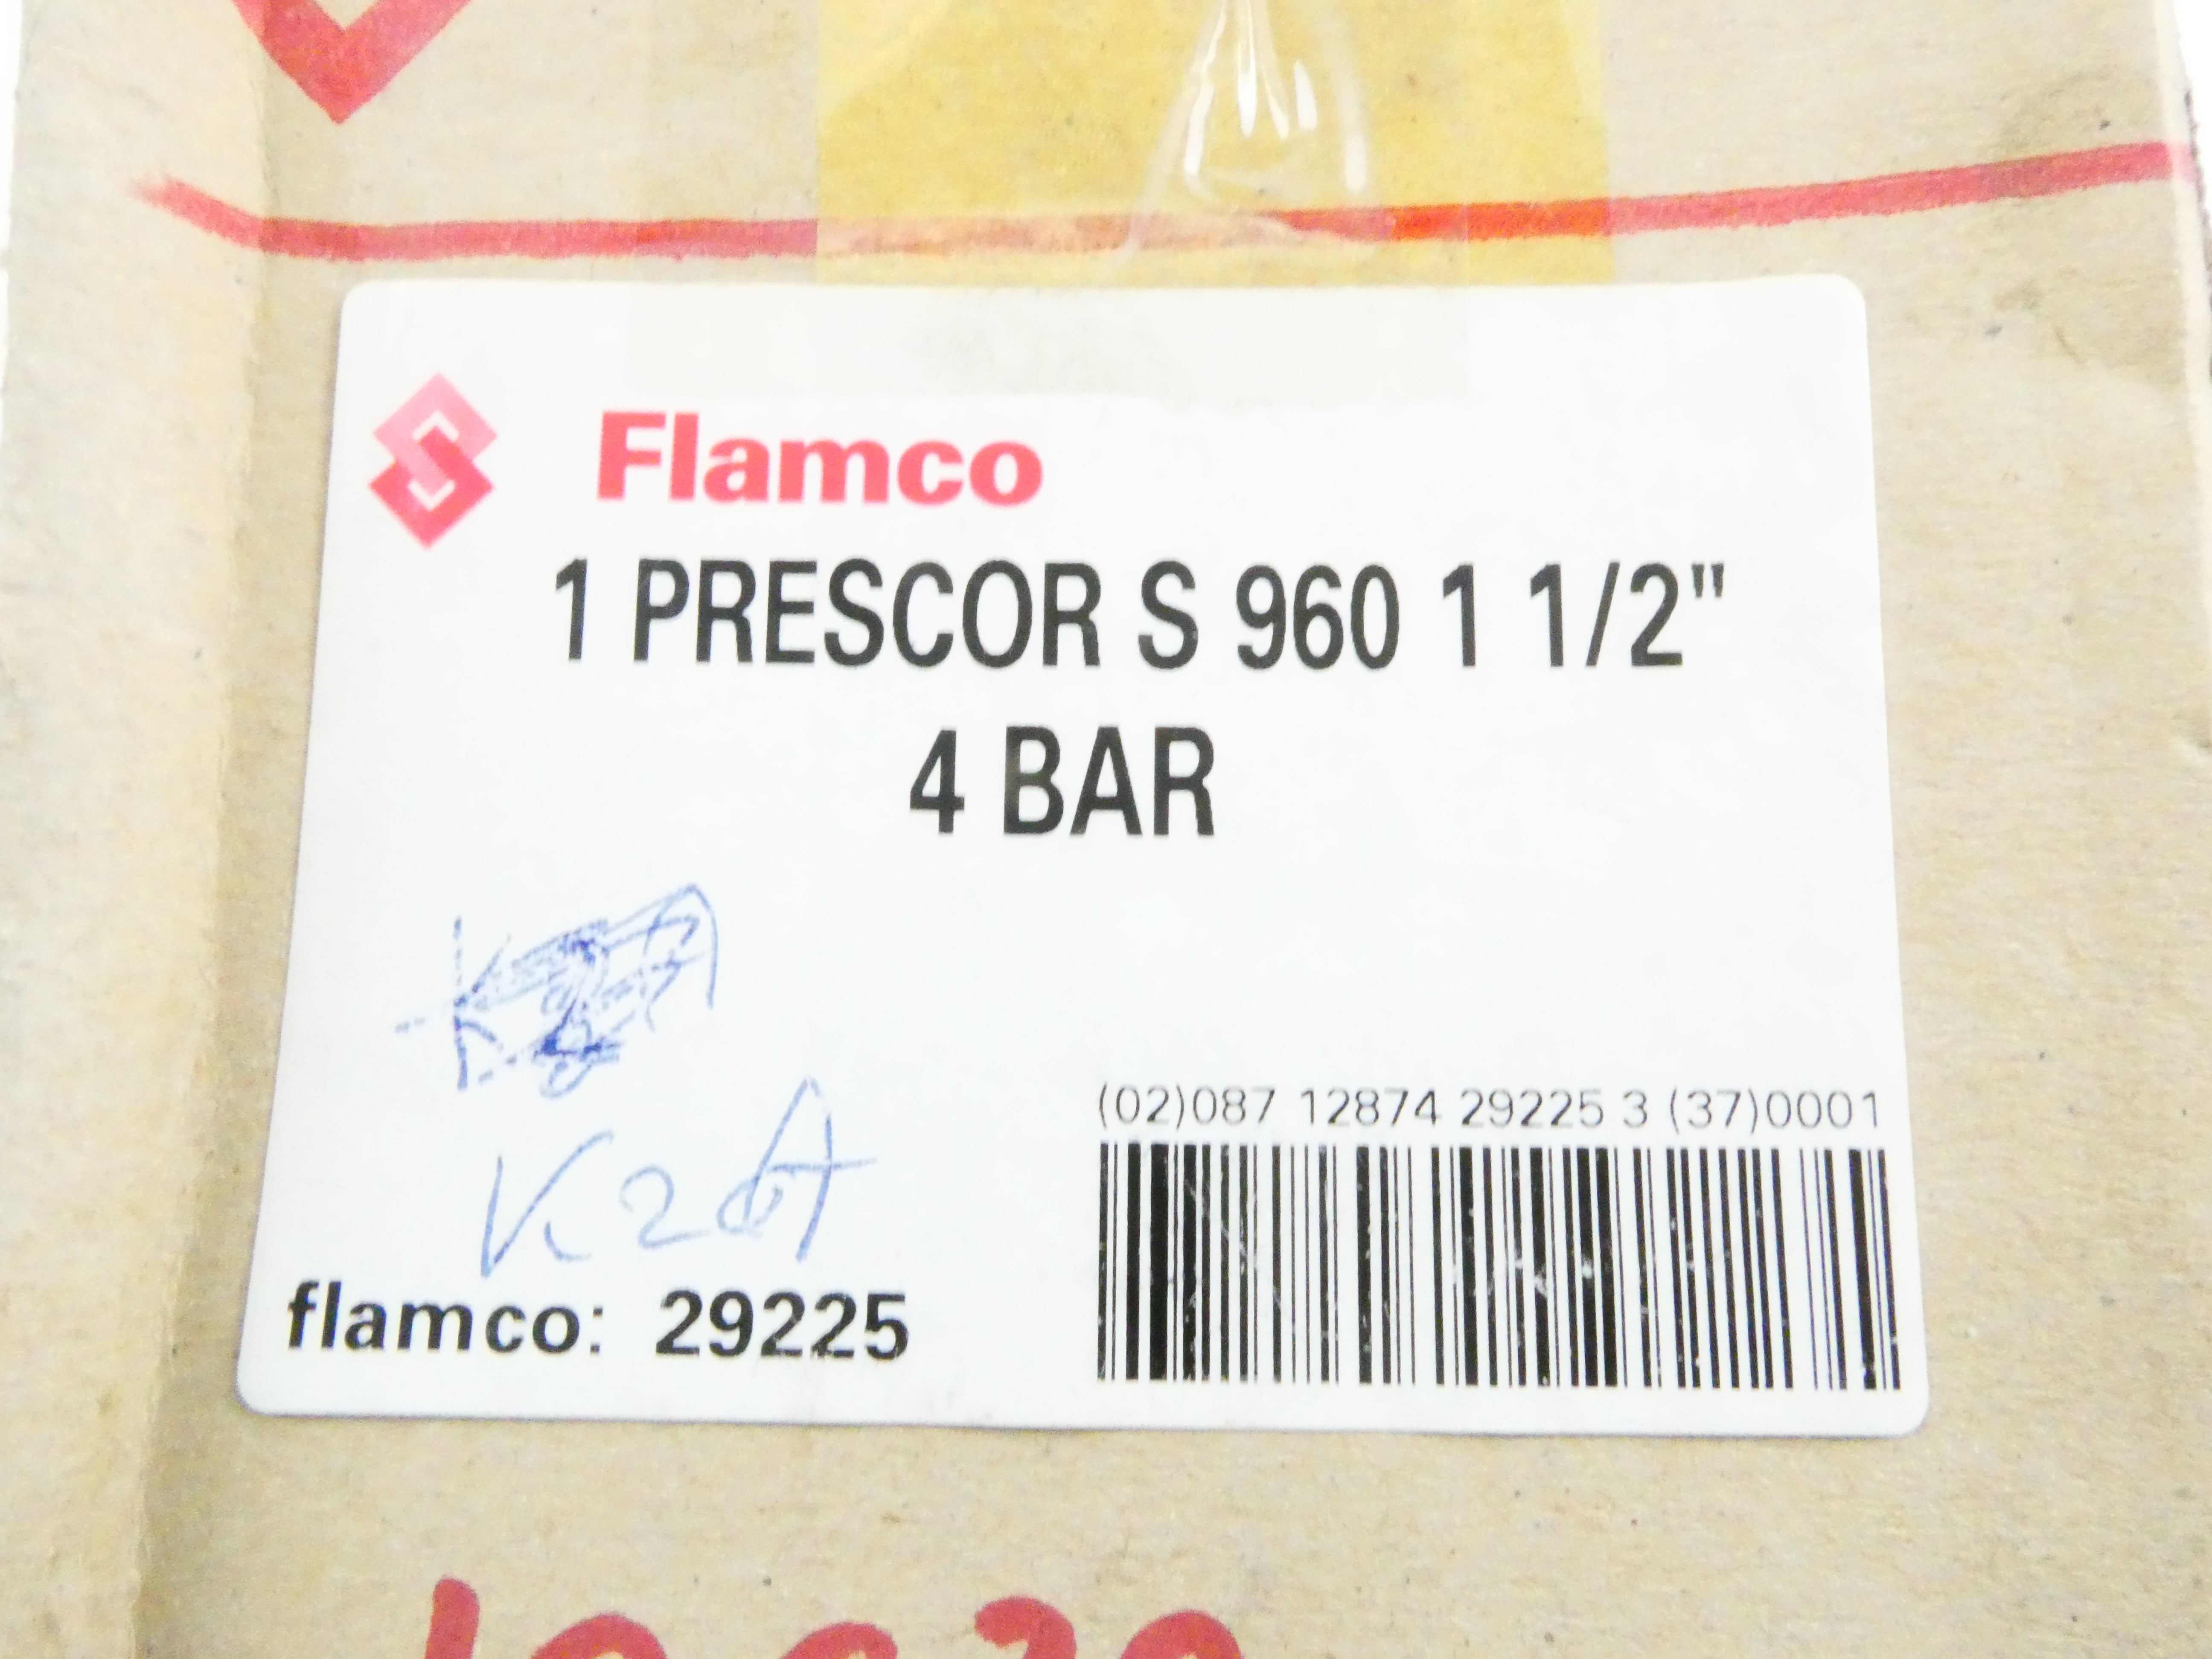 Flamco
1 PRESCOR S 960 1 1/2"
4 BAR
(02)087 12874 29225 3 (37)0001
flamco: 29225